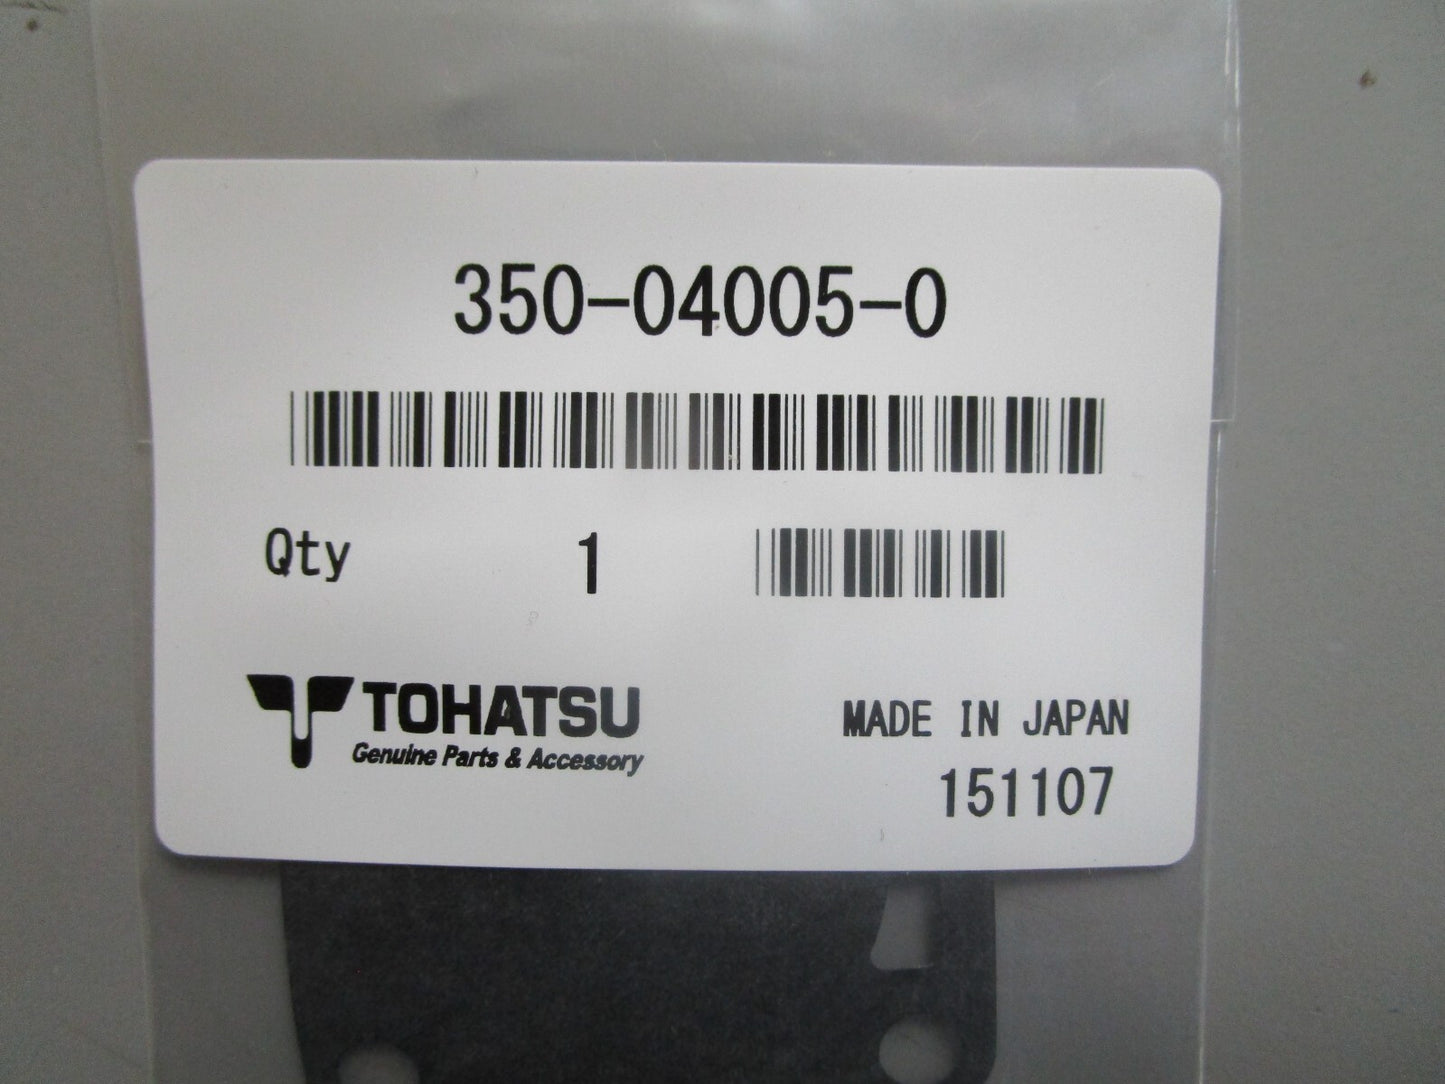 350-04005-0
Qty 1
TOHATSU
Genuine Parts & Accessory
MADE IN JAPAN
151107